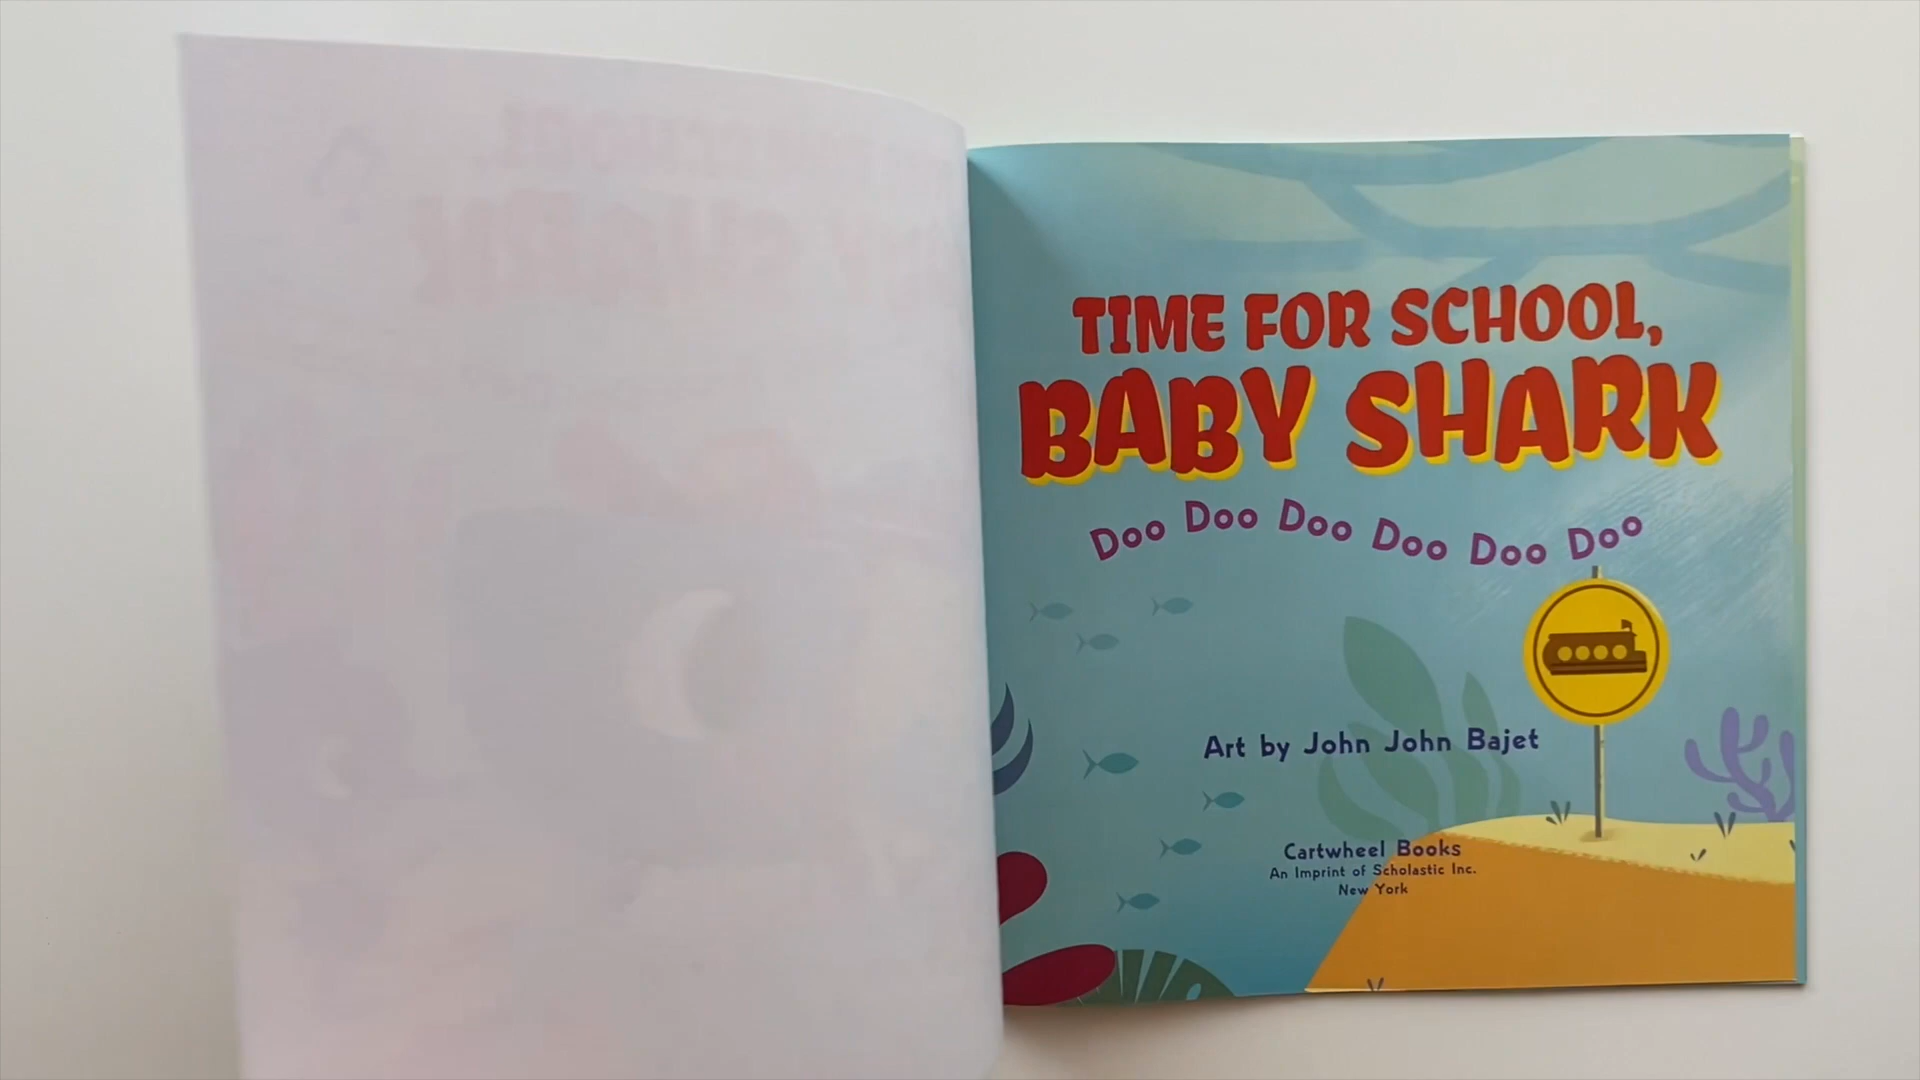 TIME FOR SCHOOL,
BABY SHARK
Doo Doo Doo Doo Doo Doo
Art by John John Bajet
Cartwheel Books
An Imprint of Scholastic Inc.
New York